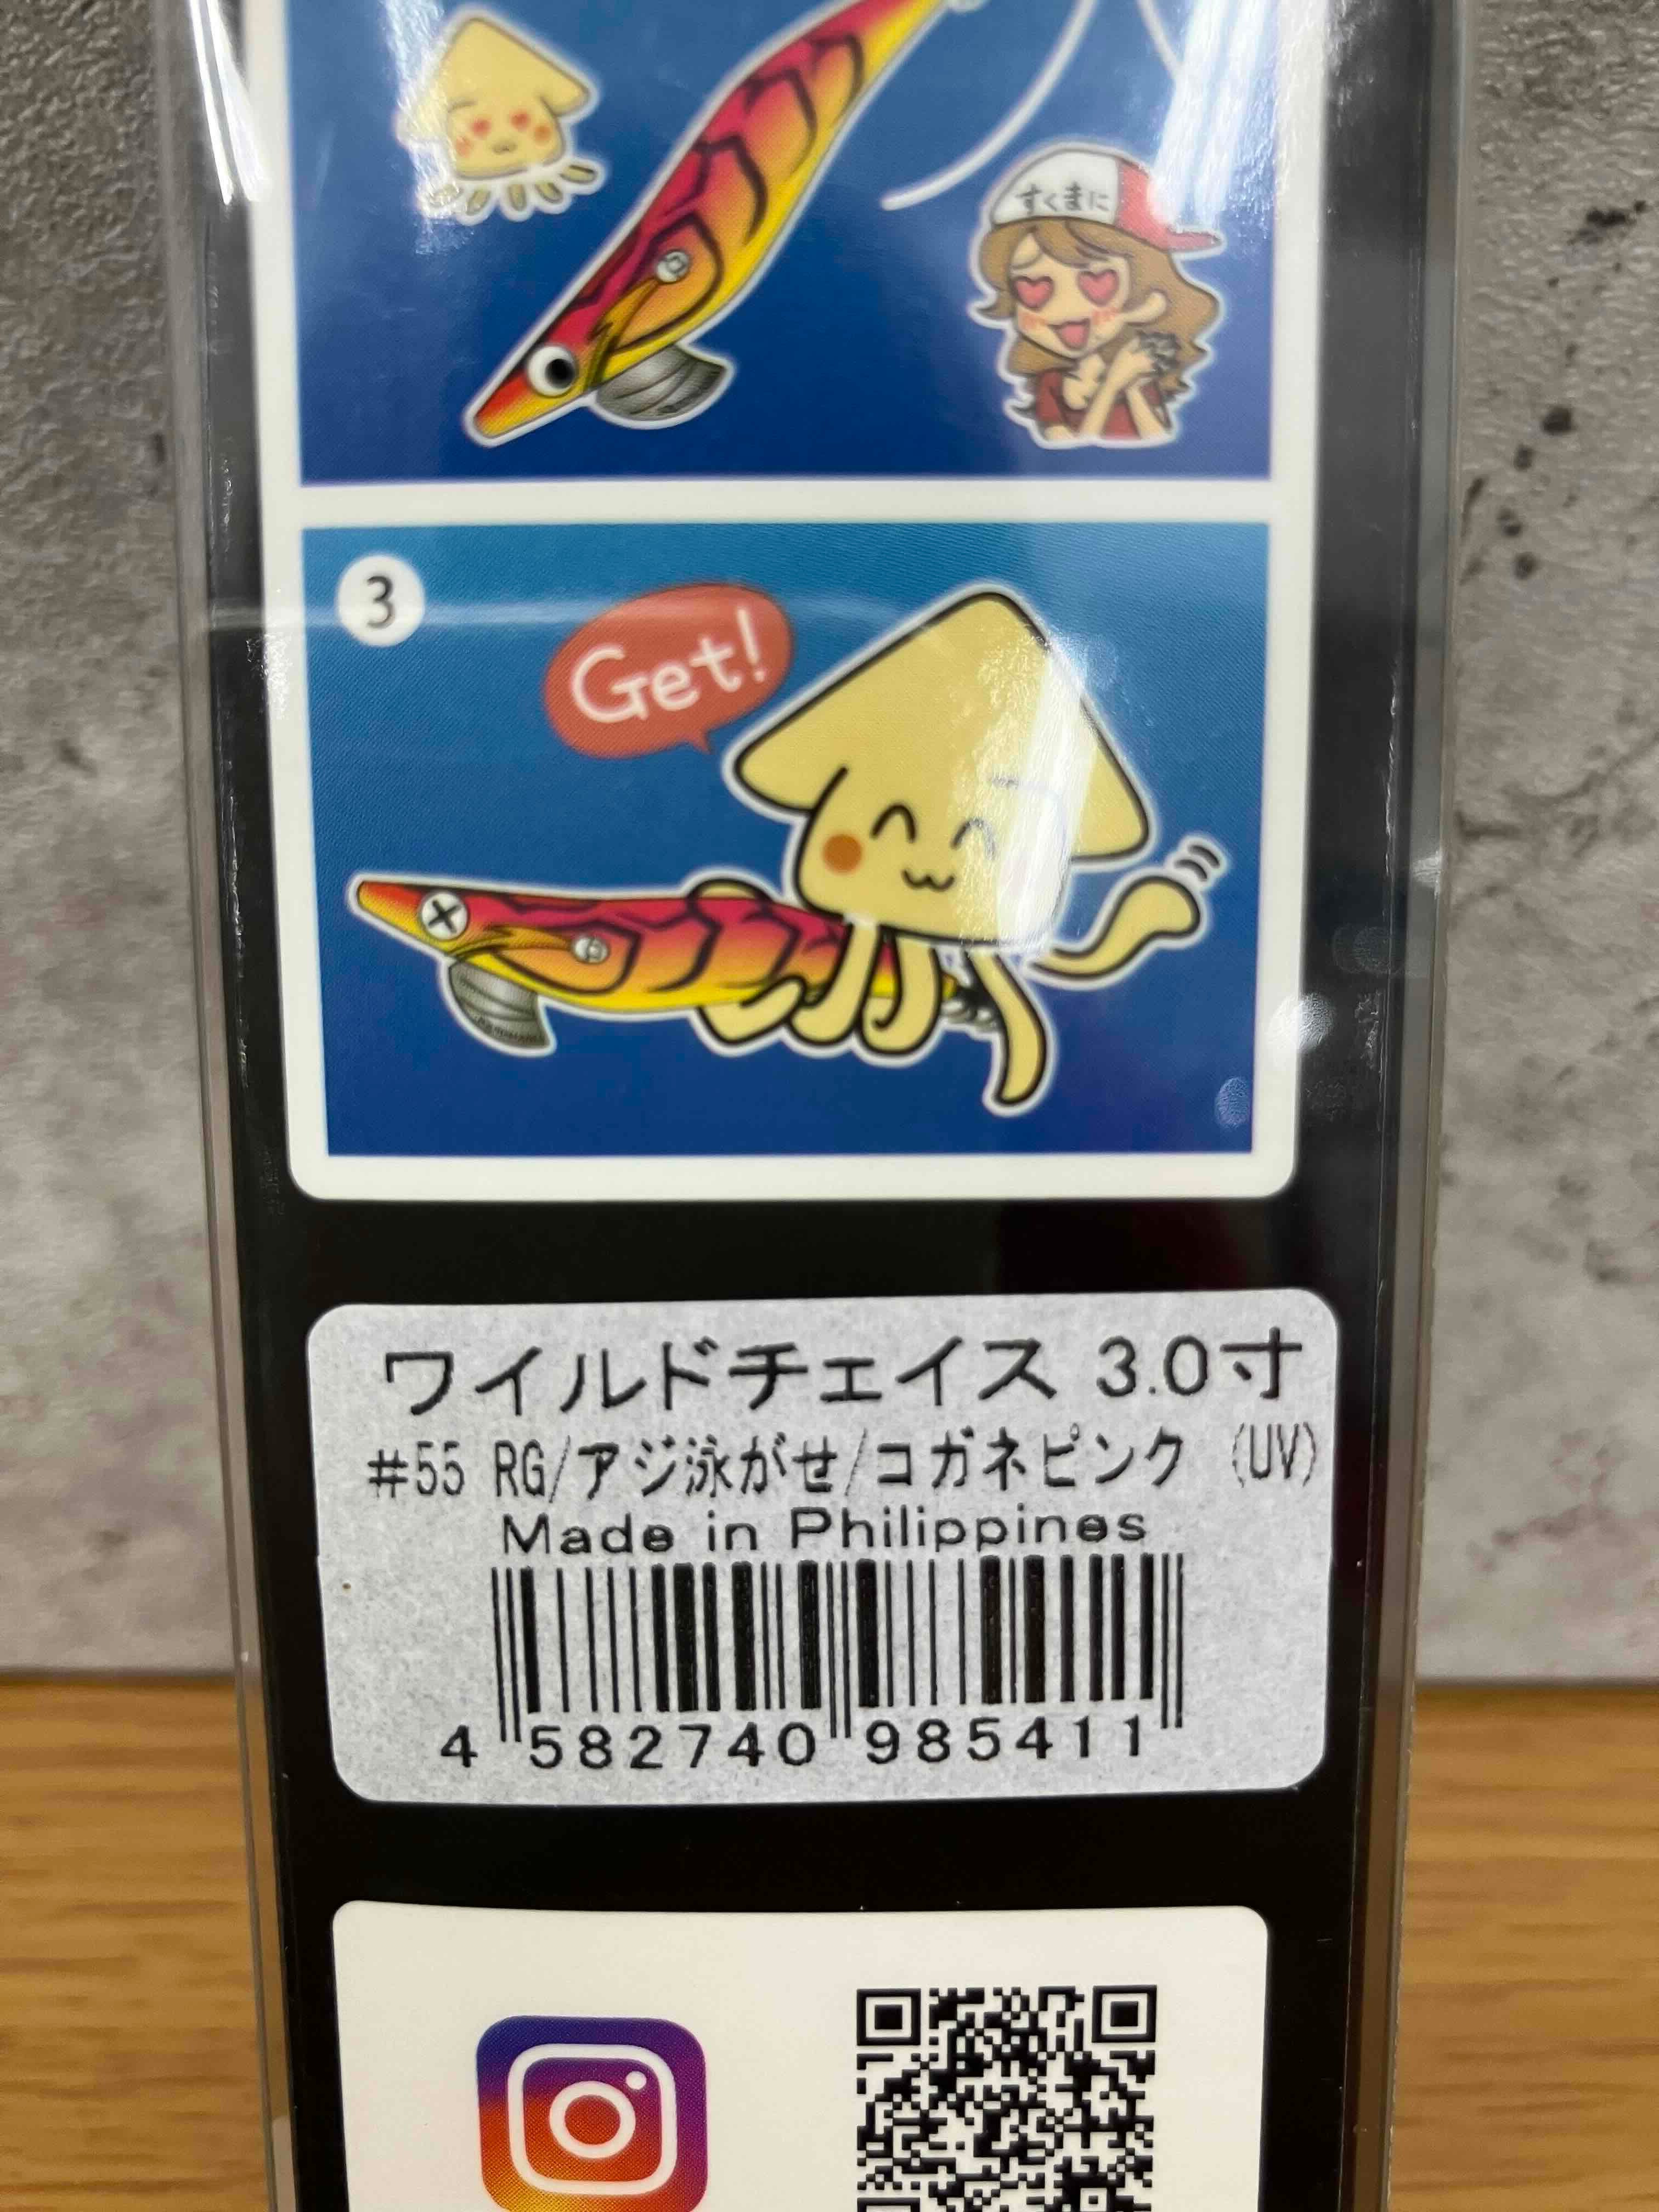 すくまに
3
Get!
ワイルドチェイス 3.0寸
#55 RG/アジ泳がせ/コガネピンク (UV)
Made in Philippines
4 582740 985411